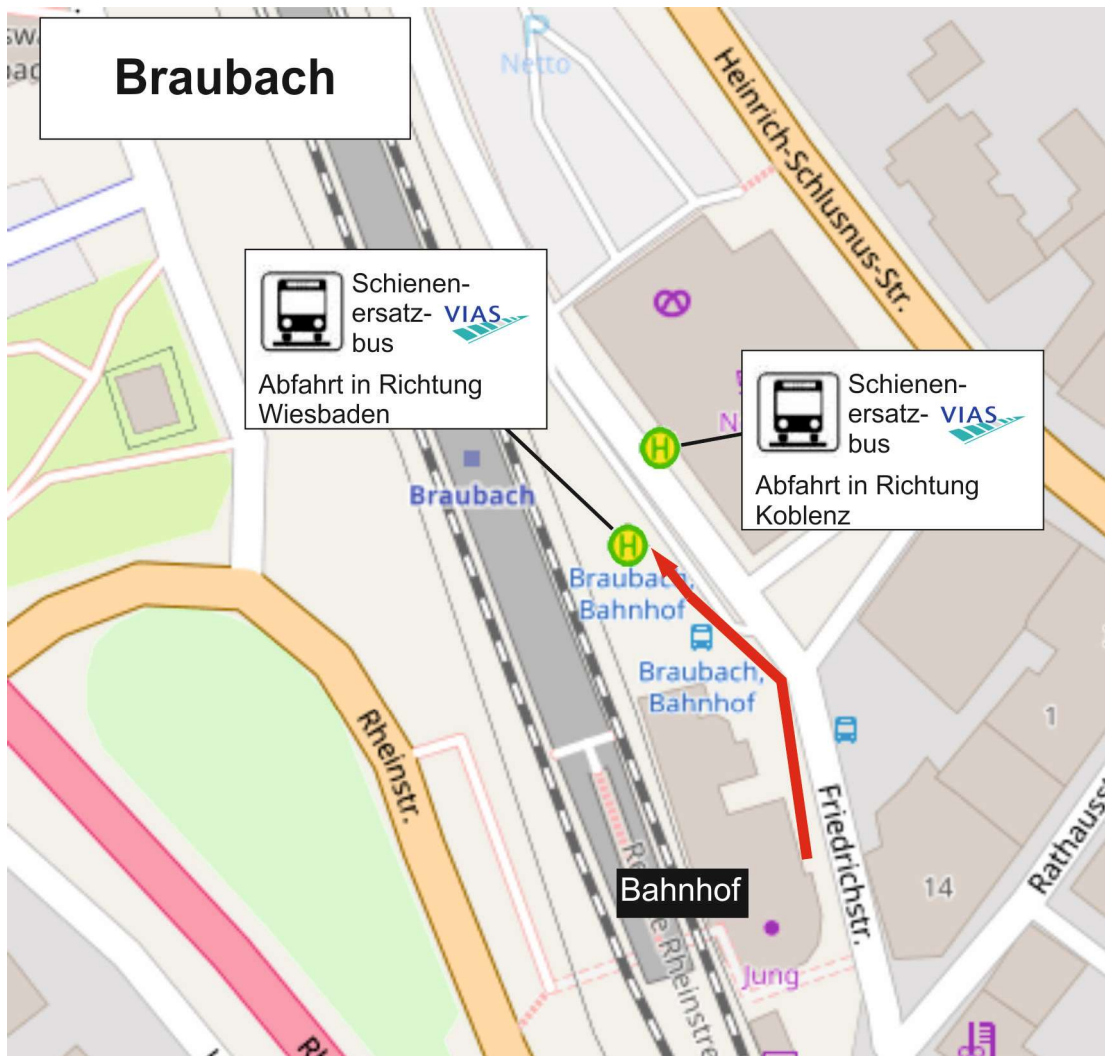 Braubach
Netto
Heinrich-Schlusnus-Str.
Schienen-
ersatz-
bus
VIAS
Abfahrt in Richtung
Wiesbaden
Schienen-
ersatz-
bus
VIAS
Abfahrt in Richtung
Koblenz
H
H
Braubach
Braubach,
Bahnhof
Braubach,
Bahnhof
1
Rheinstr.
Friedrichstr.
Bahnhof
14
Jung